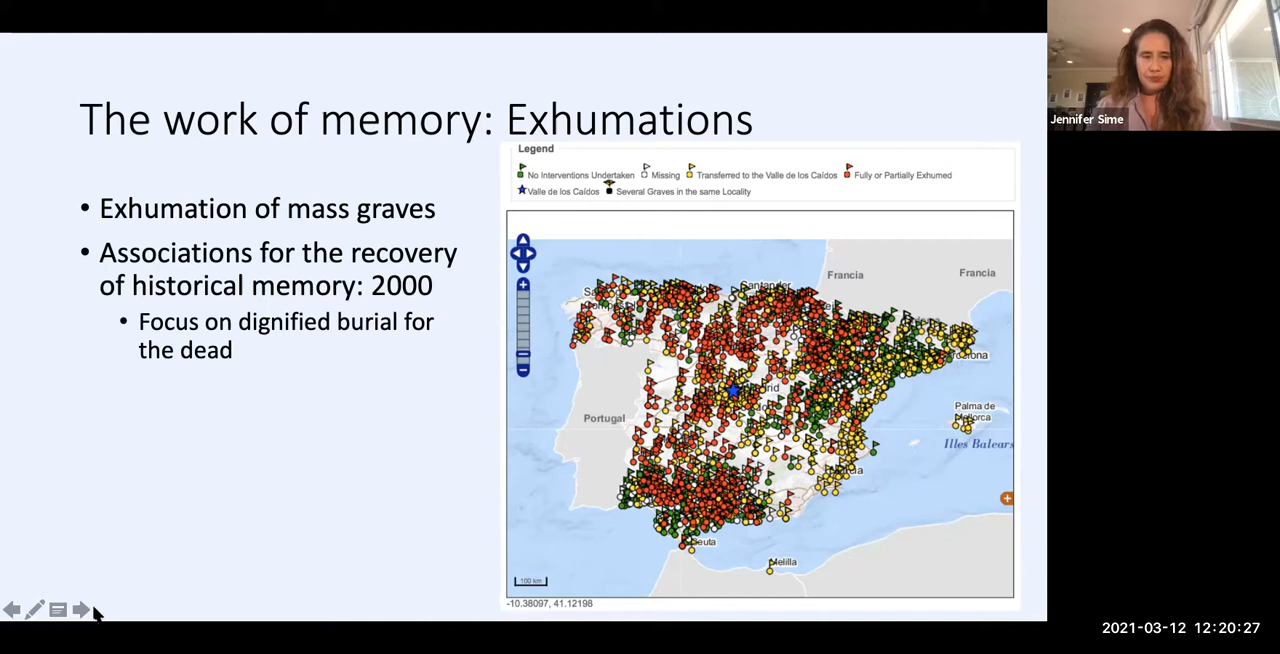 The work of memory: Exhumations
Jennifer Sime
• Exhumation of mass graves
• Associations for the recovery
of historical memory: 2000
• Focus on dignified burial for
the dead
Legend
No Interventions Undertaken Missing Transferred to the Valle de los Caídos Fully or Partially Exhumed
Valle de los Caídos Several Graves in the same Locality
Francia
Francia
Santander
Portugal
Palma de
Mallorca
Illes Balears
Melilla
100 km
-10.38097, 41.12198
2021-03-12 12:20:27